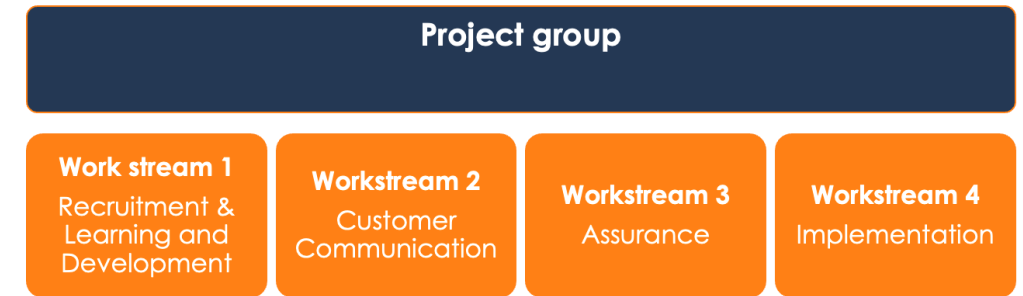 Project group
Work stream 1
Recruitment &
Learning and
Development
Workstream 2
Customer
Communication
Workstream 3
Assurance
Workstream 4
Implementation